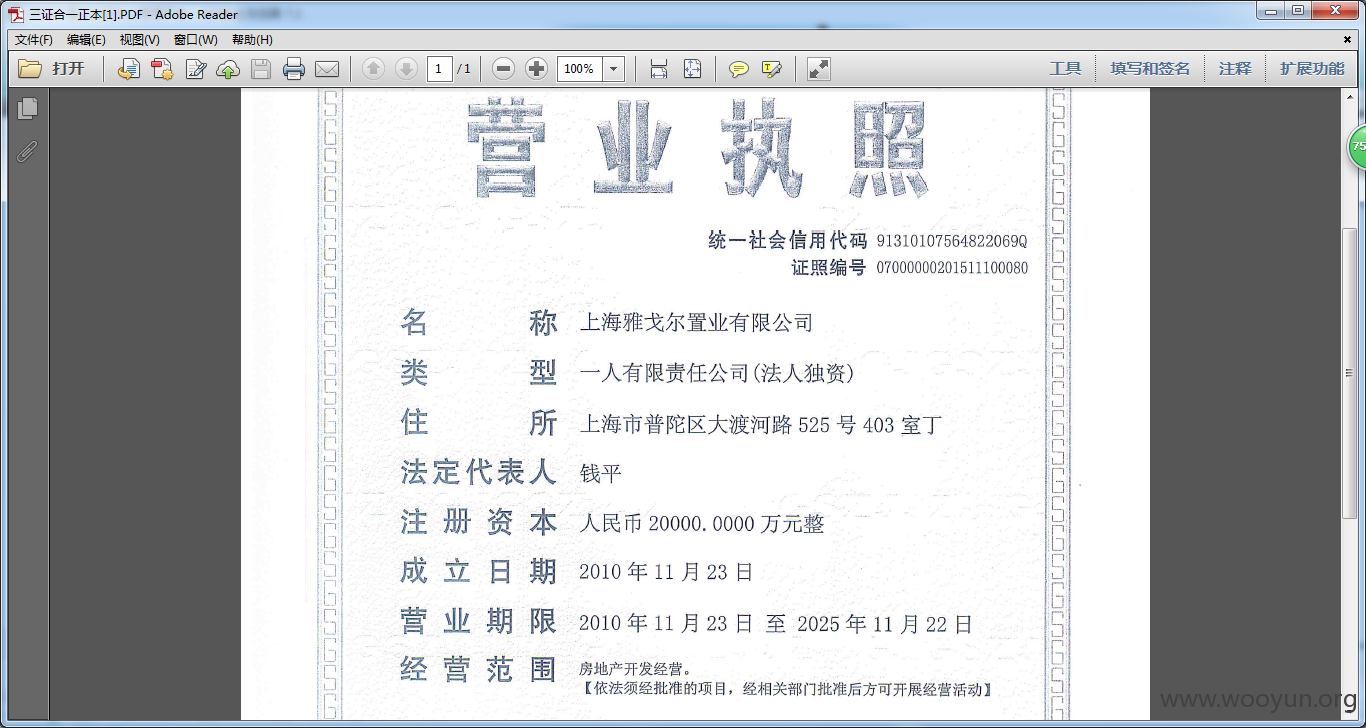 三证合一正本[1].PDF - Adobe Reader
文件(F) 编辑(E) 视图(V) 窗口(W) 帮助(H)
打开 1 / 1 100% 工具 填写和签名 注释 扩展功能
营业执照
75
统一社会信用代码 91310107564822069Q
证照编号 07000000201511100080
名称 上海雅戈尔置业有限公司
类型 一人有限责任公司(法人独资)
住所 上海市普陀区大渡河路 525 号 403 室丁
法定代表人 钱平
注册资本 人民币 20000.0000 万元整
成立日期 2010 年 11 月 23 日
营业期限 2010 年 11 月 23 日 至 2025 年 11 月 22 日
经营范围 房地产开发经营。
【依法须经批准的项目，经相关部门批准后方可开展经营活动】
www.wooyun.org